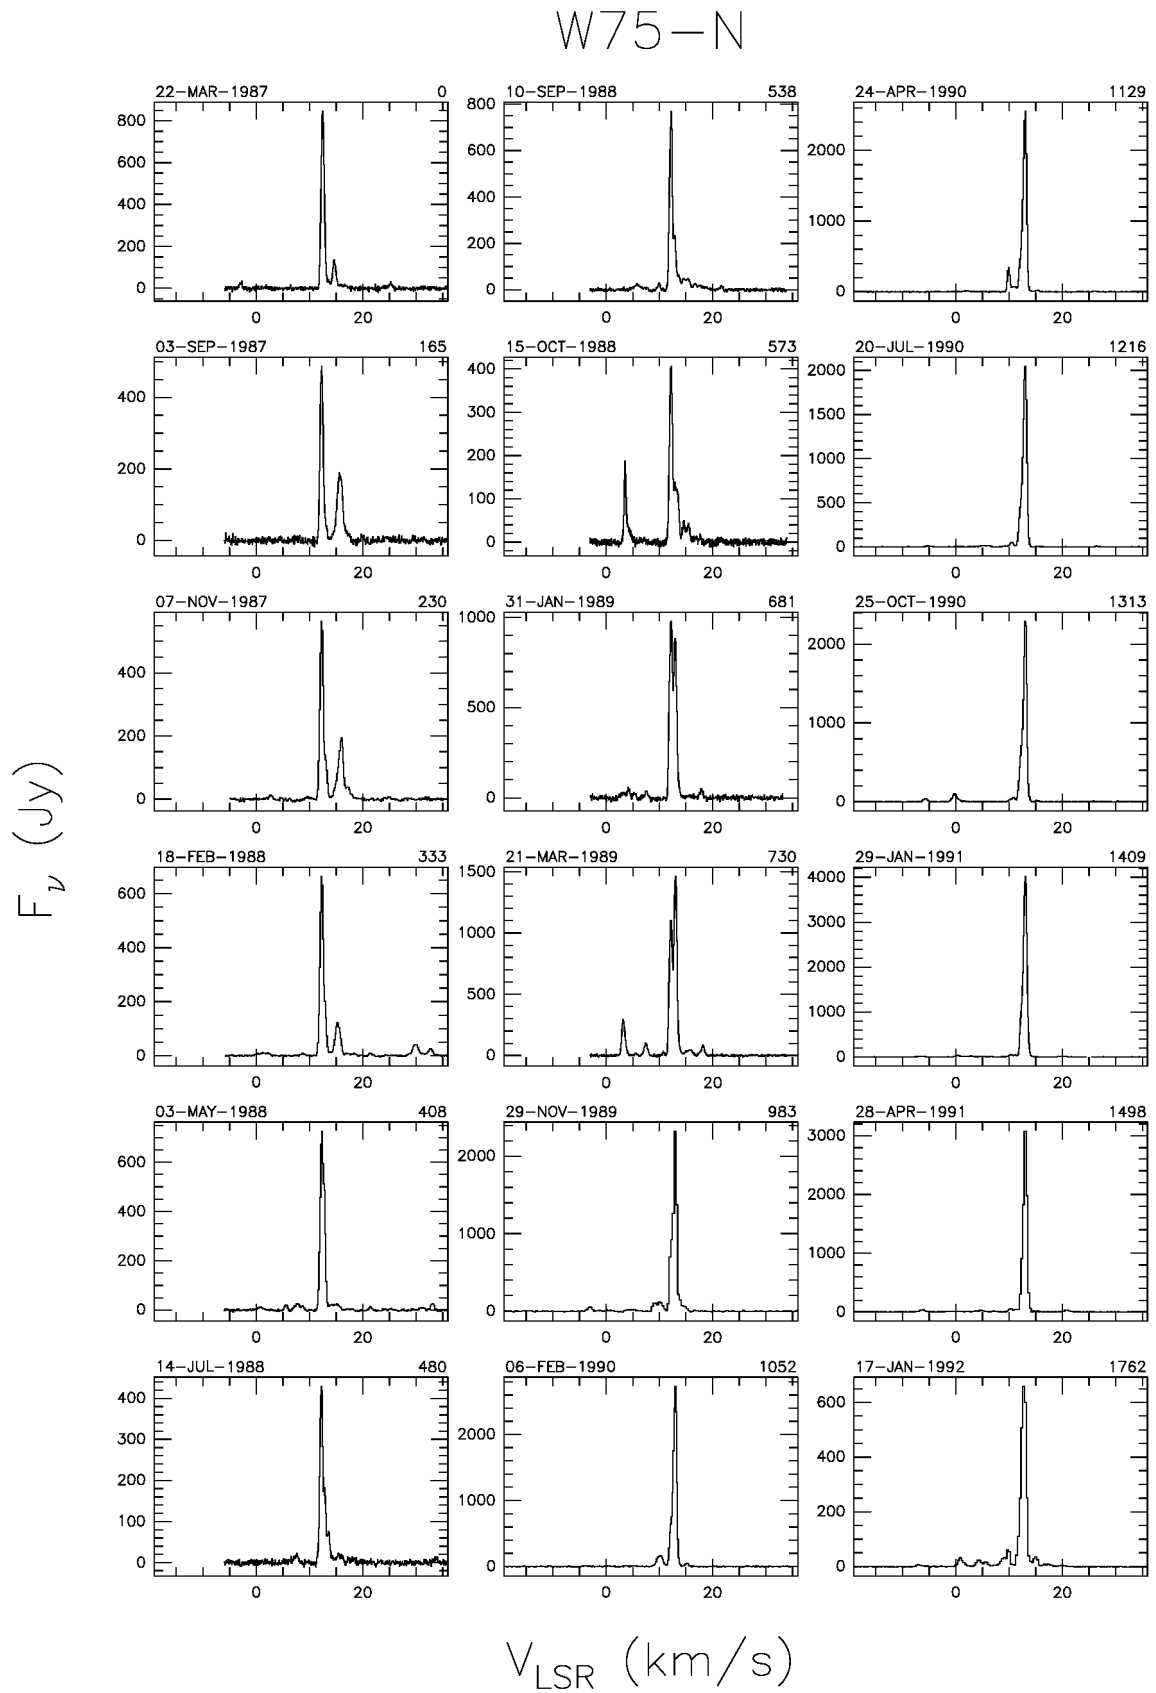 W75-N
22-MAR-1987 0 10-SEP-1988 538 24-APR-1990 1129
800 600 400 200 0
800 600 400 200 0
2000 1000 0
0 20 0 20 0 20
03-SEP-1987 165 15-OCT-1988 573 20-JUL-1990 1216
400 200 0
400 300 200 100 0
2000 1500 1000 500 0
0 20 0 20 0 20
07-NOV-1987 230 31-JAN-1989 681 25-OCT-1990 1313
400 200 0
1000 500 0
2000 1000 0
0 20 0 20 0 20
18-FEB-1988 333 21-MAR-1989 730 29-JAN-1991 1409
600 400 200 0
1500 1000 500 0
4000 3000 2000 1000 0
0 20 0 20 0 20
03-MAY-1988 408 29-NOV-1989 983 28-APR-1991 1498
600 400 200 0
2000 1000 0
3000 2000 1000 0
0 20 0 20 0 20
14-JUL-1988 480 06-FEB-1990 1052 17-JAN-1992 1762
400 300 200 100 0
2000 1000 0
600 400 200 0
0 20 0 20 0 20
F_ν (Jy)
V_LSR (km/s)